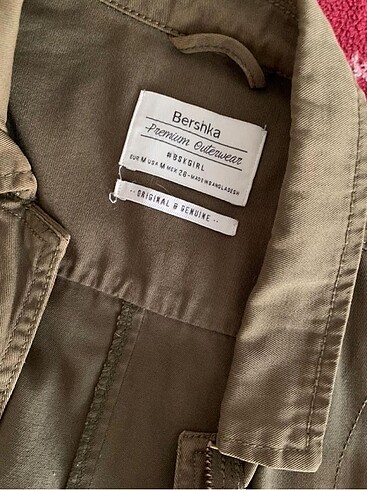 Bershka
Premium Outerwear
#BSKGIRL
EUR M USA M MEX 28 - MADE IN BANGLADESH
·· ORIGINAL & GENUINE ··